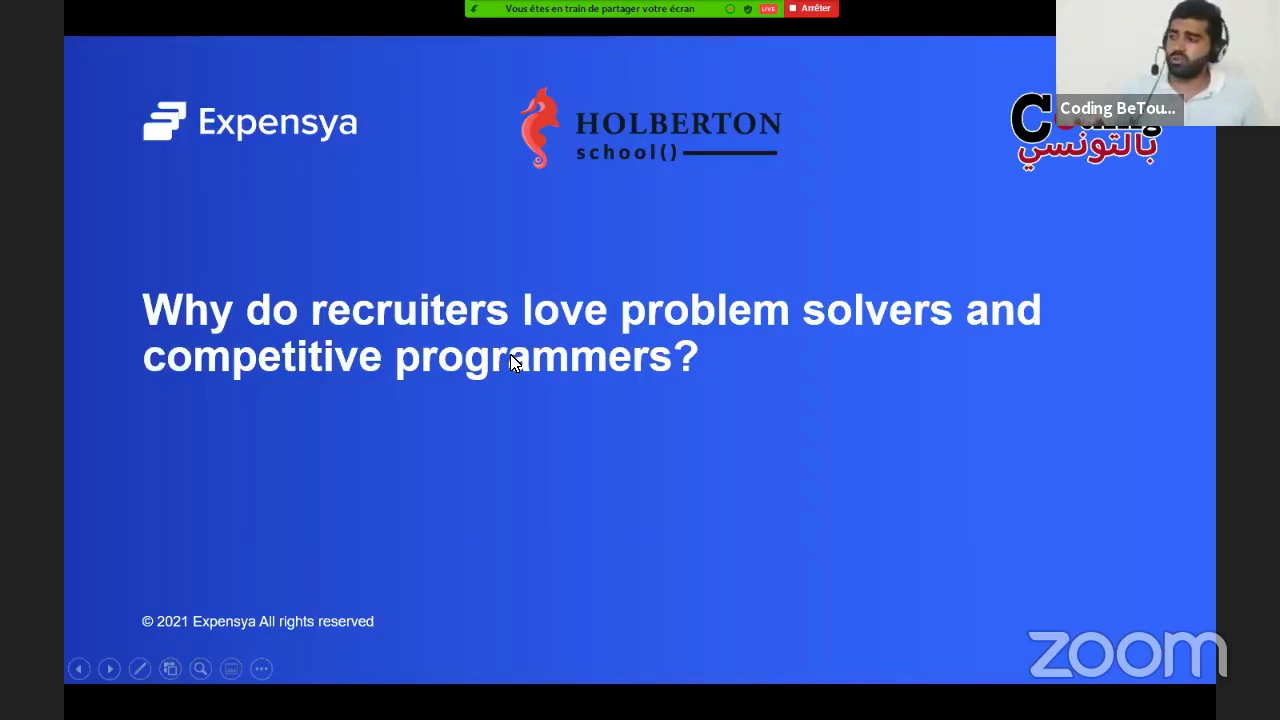 Vous êtes en train de partager votre écran
LIVE
Arrêter
Coding BeTou...
Expensya
HOLBERTON
school()
بالتونسي
Why do recruiters love problem solvers and
competitive programmers?
© 2021 Expensya All rights reserved
zoom